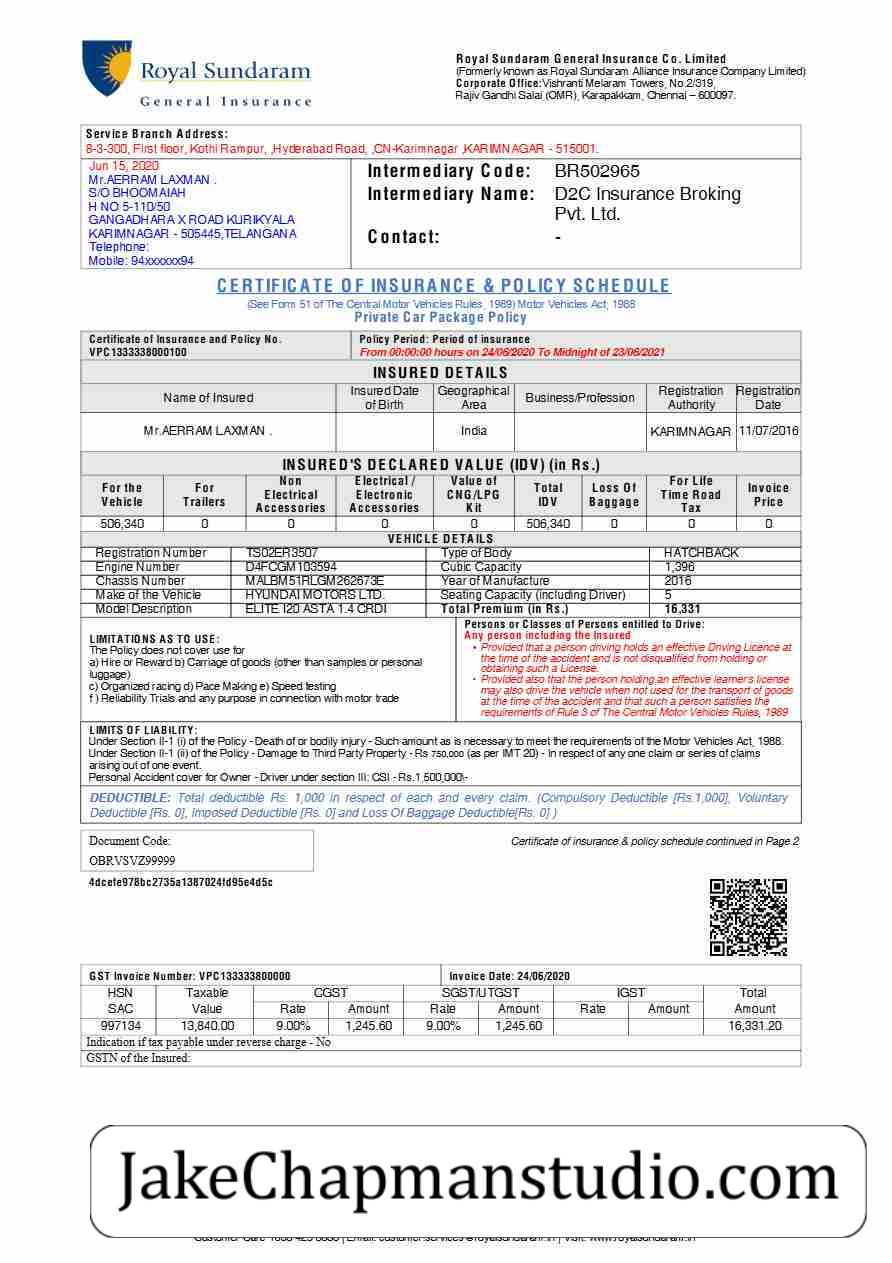 Royal Sundaram
General Insurance
Royal Sundaram General Insurance Co. Limited
(Formerly known as Royal Sundaram Alliance Insurance Company Limited)
Corporate Office:Vishranti Melaram Towers, No.2/319,
Rajiv Gandhi Salai (OMR), Karapakkam, Chennai – 600097.
Service Branch Address:
8-3-300, First floor, Kothi Rampur, ,Hyderabad Road, ,CN-Karimnagar ,KARIMNAGAR - 515001.
Jun 15, 2020
Mr.AERRAM LAXMAN .
S/O BHOOMAIAH
H NO 5-110/50
GANGADHARA X ROAD KURIKYALA
KARIMNAGAR - 505445,TELANGANA
Telephone:
Mobile: 94xxxxxx94
Intermediary Code: BR502965
Intermediary Name: D2C Insurance Broking
Pvt. Ltd.
Contact: -
CERTIFICATE OF INSURANCE & POLICY SCHEDULE
(See Form 51 of The Central Motor Vehicles Rules, 1989) Motor Vehicles Act, 1988
Private Car Package Policy
Certificate of Insurance and Policy No.
VPC1333338000100
Policy Period: Period of insurance
From 00:00:00 hours on 24/06/2020 To Midnight of 23/06/2021
INSURED DETAILS
Name of Insured Insured Date of Birth Geographical Area Business/Profession Registration Authority Registration Date
Mr.AERRAM LAXMAN . India KARIMNAGAR 11/07/2016
INSURED'S DECLARED VALUE (IDV) (in Rs.)
For the Vehicle For Trailers Non Electrical Accessories Electrical / Electronic Accessories Value of CNG/LPG Kit Total IDV Loss Of Baggage For Life Time Road Tax Invoice Price
506,340 0 0 0 0 506,340 0 0 0
VEHICLE DETAILS
Registration Number TS02ER3507 Type of Body HATCHBACK
Engine Number D4FCGM103594 Cubic Capacity 1,396
Chassis Number MALBM51RLGM262673E Year of Manufacture 2016
Make of the Vehicle HYUNDAI MOTORS LTD. Seating Capacity (including Driver) 5
Model Description ELITE I20 ASTA 1.4 CRDI Total Premium (in Rs.) 16,331
LIMITATIONS AS TO USE:
The Policy does not cover use for
a) Hire or Reward b) Carriage of goods (other than samples or personal
luggage)
c) Organized racing d) Pace Making e) Speed testing
f ) Reliability Trials and any purpose in connection with motor trade
Persons or Classes of Persons entitled to Drive:
Any person including the Insured
• Provided that a person driving holds an effective Driving Licence at
the time of the accident and is not disqualified from holding or
obtaining such a License.
• Provided also that the person holding an effective learner's license
may also drive the vehicle when not used for the transport of goods
at the time of the accident and that such a person satisfies the
requirements of Rule 3 of The Central Motor Vehicles Rules, 1989
LIMITS OF LIABILITY:
Under Section II-1 (i) of the Policy - Death of or bodily injury - Such amount as is necessary to meet the requirements of the Motor Vehicles Act, 1988.
Under Section II-1 (ii) of the Policy - Damage to Third Party Property - Rs 750,000 (as per IMT 20) - In respect of any one claim or series of claims
arising out of one event.
Personal Accident cover for Owner - Driver under section III: CSI - Rs.1,500,000\-
DEDUCTIBLE: Total deductible Rs. 1,000 in respect of each and every claim. (Compulsory Deductible [Rs.1,000], Voluntary
Deductible [Rs. 0], Imposed Deductible [Rs. 0] and Loss Of Baggage Deductible[Rs. 0] )
Document Code:
OBRVSVZ99999
Certificate of insurance & policy schedule continued in Page 2
4dcefe978bc2735a1387024fd95e4d5c
GST Invoice Number: VPC133333800000 Invoice Date: 24/06/2020
HSN Taxable CGST SGST/UTGST IGST Total
SAC Value Rate Amount Rate Amount Rate Amount Amount
997134 13,840.00 9.00% 1,245.60 9.00% 1,245.60 16,331.20
Indication if tax payable under reverse charge - No
GSTN of the Insured:
JakeChapmanstudio.com